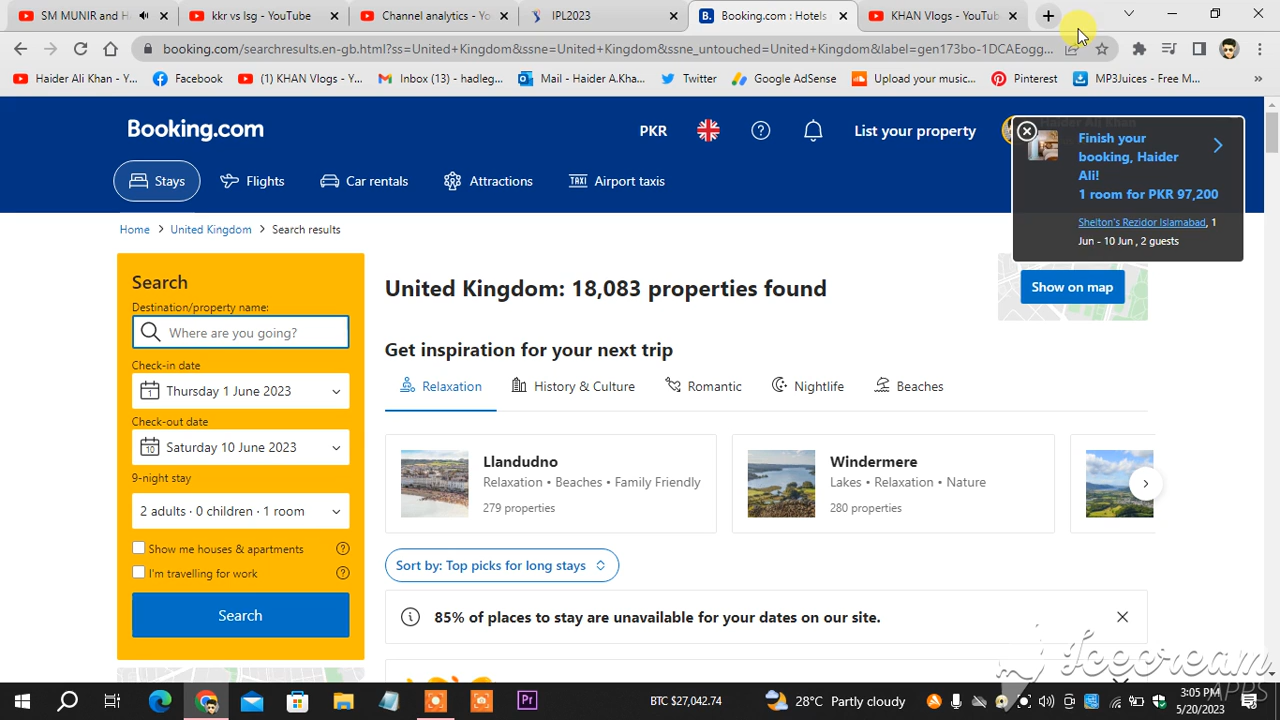 SM MUNIR and H
kkr vs lsg - YouTube
Channel analytics - Yo
IPL2023
Booking.com : Hotels
KHAN Vlogs - YouTub
booking.com/searchresults.en-gb.html?ss=United+Kingdom&ssne=United+Kingdom&ssne_untouched=United+Kingdom&label=gen173bo-1DCAEogg...
Haider Ali Khan - Yo...
Facebook
(1) KHAN Vlogs - Yo...
Inbox (13) - hadleg...
Mail - Haider A.Kha...
Twitter
Google AdSense
Upload your music...
Pinterest
MP3Juices - Free M...
Booking.com
PKR
List your property
Stays
Flights
Car rentals
Attractions
Airport taxis
Finish your
booking, Haider
Ali!
1 room for PKR 97,200
Shelton's Rezidor Islamabad, 1
Jun - 10 Jun , 2 guests
Home > United Kingdom > Search results
Search
Destination/property name:
Where are you going?
Check-in date
1 Thursday 1 June 2023
Check-out date
10 Saturday 10 June 2023
9-night stay
2 adults · 0 children · 1 room
Show me houses & apartments
I'm travelling for work
Search
United Kingdom: 18,083 properties found
Show on map
Get inspiration for your next trip
Relaxation
History & Culture
Romantic
Nightlife
Beaches
Llandudno
Relaxation • Beaches • Family Friendly
279 properties
Windermere
Lakes • Relaxation • Nature
280 properties
Sort by: Top picks for long stays
85% of places to stay are unavailable for your dates on our site.
Icecream
APPS
BTC $27,042.74
28°C Partly cloudy
3:05 PM
5/20/2023